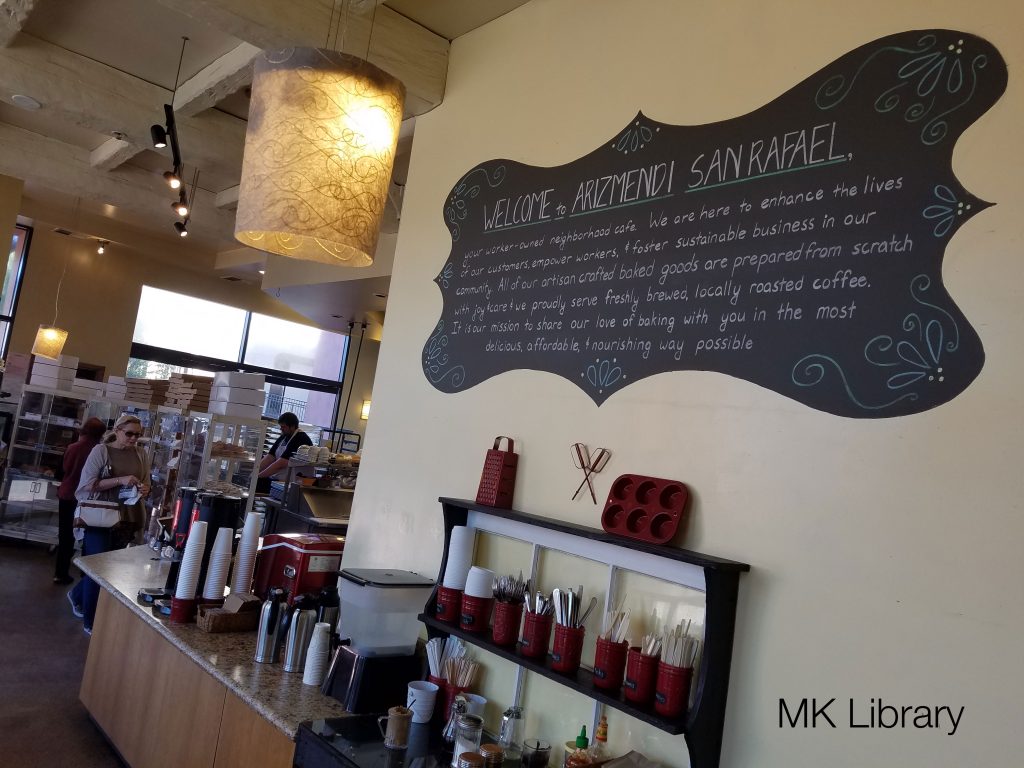 WELCOME to ARIZMENDI SAN RAFAEL,
your worker-owned neighborhood cafe. We are here to enhance the lives
of our customers, empower workers, & foster sustainable business in our
community. All of our artisan crafted baked goods are prepared from scratch
with joy & care & we proudly serve freshly brewed, locally roasted coffee.
It is our mission to share our love of baking with you in the most
delicious, affordable, & nourishing way possible
MK Library